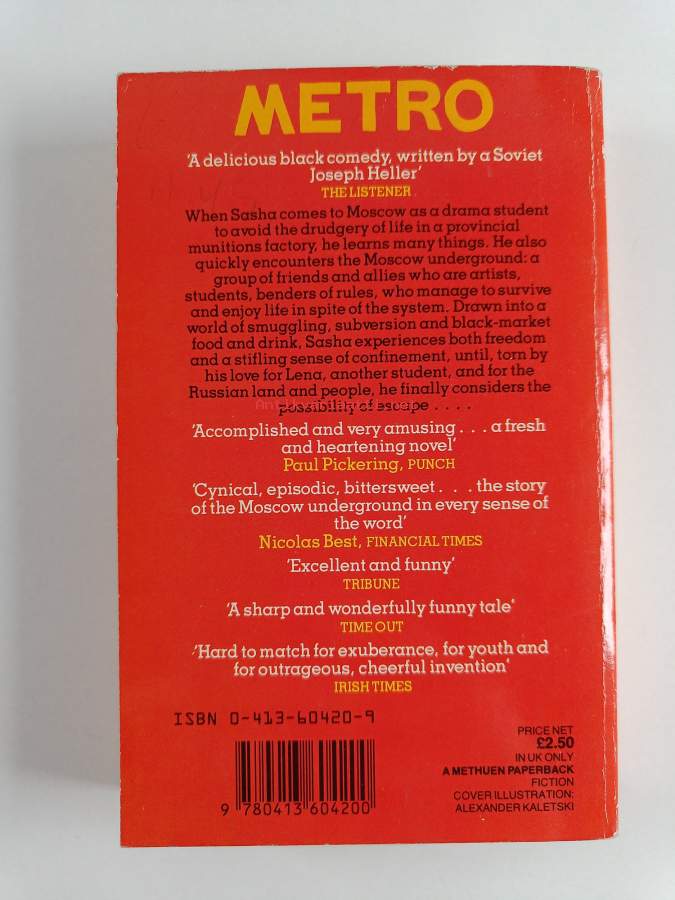 METRO
'A delicious black comedy, written by a Soviet
Joseph Heller'
THE LISTENER
When Sasha comes to Moscow as a drama student
to avoid the drudgery of life in a provincial
munitions factory, he learns many things. He also
quickly encounters the Moscow underground: a
group of friends and allies who are artists,
students, benders of rules, who manage to survive
and enjoy life in spite of the system. Drawn into a
world of smuggling, subversion and black-market
food and drink, Sasha experiences both freedom
and a stifling sense of confinement, until, torn by
his love for Lena, another student, and for the
Russian land and people, he finally considers the
possibility of escape . . . .
'Accomplished and very amusing . . . a fresh
and heartening novel'
Paul Pickering, PUNCH
'Cynical, episodic, bittersweet . . . the story
of the Moscow underground in every sense of
the word'
Nicolas Best, FINANCIAL TIMES
'Excellent and funny'
TRIBUNE
'A sharp and wonderfully funny tale'
TIME OUT
'Hard to match for exuberance, for youth and
for outrageous, cheerful invention'
IRISH TIMES
ISBN 0-413-60420-9
9 780413 604200
PRICE NET
£2.50
IN UK ONLY
A METHUEN PAPERBACK
FICTION
COVER ILLUSTRATION:
ALEXANDER KALETSKI